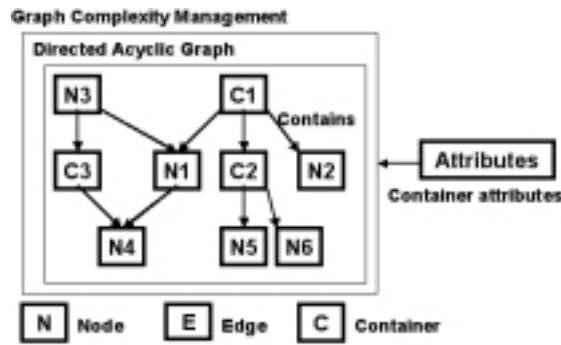 Graph Complexity Management
Directed Acyclic Graph
N3 C1
Contains
C3 N1 C2 N2
Attributes
Container attributes
N4 N5 N6
N Node E Edge C Container